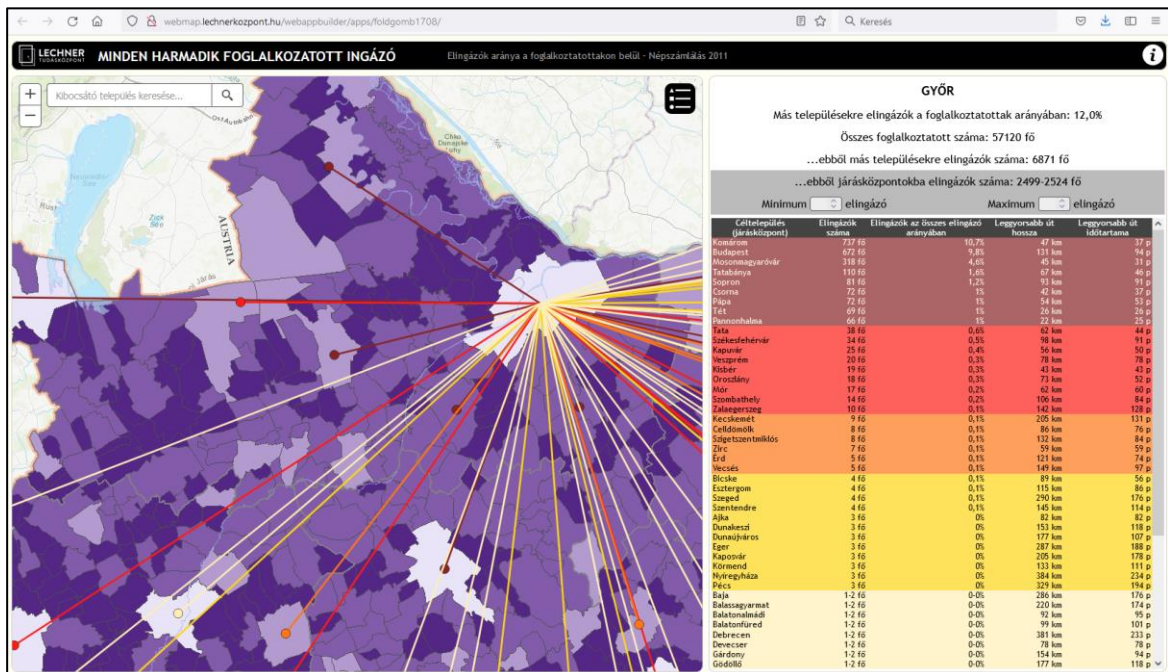 webmap.lechnerkozpont.hu/webappbuilder/apps/foldgomb1708/
Keresés
LECHNER TUDÁSKÖZPONT
MINDEN HARMADIK FOGLALKOZATOTT INGÁZÓ
Elingázók aránya a foglalkoztatottakon belül - Népszámlálás 2011
Kibocsátó település keresése...
AUSTRIA
Rust
GYŐR
Más településekre elingázók a foglalkoztatottak arányában: 12,0%
Összes foglalkoztatott száma: 57120 fő
...ebből más településekre elingázók száma: 6871 fő
...ebből járásközpontokba elingázók száma: 2499-2524 fő
Minimum elingázó Maximum elingázó
Céltelepülés (járásközpont) Elingázók száma Elingázók az összes elingázó arányában Leggyorsabb út hossza Leggyorsabb út időtartama
Komárom 737 fő 10,7% 47 km 37 p
Budapest 672 fő 9,8% 131 km 94 p
Mosonmagyaróvár 318 fő 4,6% 45 km 31 p
Tatabánya 110 fő 1,6% 67 km 46 p
Sopron 81 fő 1,2% 93 km 91 p
Csorna 72 fő 1% 42 km 37 p
Pápa 72 fő 1% 54 km 53 p
Tét 69 fő 1% 26 km 26 p
Pannonhalma 66 fő 1% 22 km 25 p
Tata 38 fő 0,6% 62 km 44 p
Székesfehérvár 34 fő 0,5% 98 km 91 p
Kapuvár 25 fő 0,4% 56 km 50 p
Veszprém 20 fő 0,3% 78 km 78 p
Kisbér 19 fő 0,3% 43 km 43 p
Oroszlány 18 fő 0,3% 73 km 52 p
Mór 17 fő 0,2% 62 km 60 p
Szombathely 14 fő 0,2% 106 km 84 p
Zalaegerszeg 10 fő 0,1% 142 km 128 p
Kecskemét 9 fő 0,1% 205 km 131 p
Celldömölk 8 fő 0,1% 86 km 76 p
Szigetszentmiklós 8 fő 0,1% 132 km 84 p
Zirc 7 fő 0,1% 59 km 59 p
Érd 5 fő 0,1% 121 km 74 p
Vecsés 5 fő 0,1% 149 km 97 p
Bicske 4 fő 0,1% 89 km 56 p
Esztergom 4 fő 0,1% 115 km 86 p
Szeged 4 fő 0,1% 290 km 176 p
Szentendre 4 fő 0,1% 145 km 114 p
Ajka 3 fő 0% 82 km 82 p
Dunakeszi 3 fő 0% 153 km 118 p
Dunaújváros 3 fő 0% 177 km 107 p
Eger 3 fő 0% 287 km 188 p
Kaposvár 3 fő 0% 205 km 178 p
Körmend 3 fő 0% 133 km 111 p
Nyíregyháza 3 fő 0% 384 km 234 p
Pécs 3 fő 0% 329 km 194 p
Baja 1-2 fő 0-0% 286 km 176 p
Balassagyarmat 1-2 fő 0-0% 220 km 174 p
Balatonalmádi 1-2 fő 0-0% 92 km 95 p
Balatonfüred 1-2 fő 0-0% 99 km 101 p
Debrecen 1-2 fő 0-0% 381 km 233 p
Devecser 1-2 fő 0-0% 78 km 78 p
Gárdony 1-2 fő 0-0% 154 km 94 p
Gödöllő 1-2 fő 0-0% 177 km 118 p